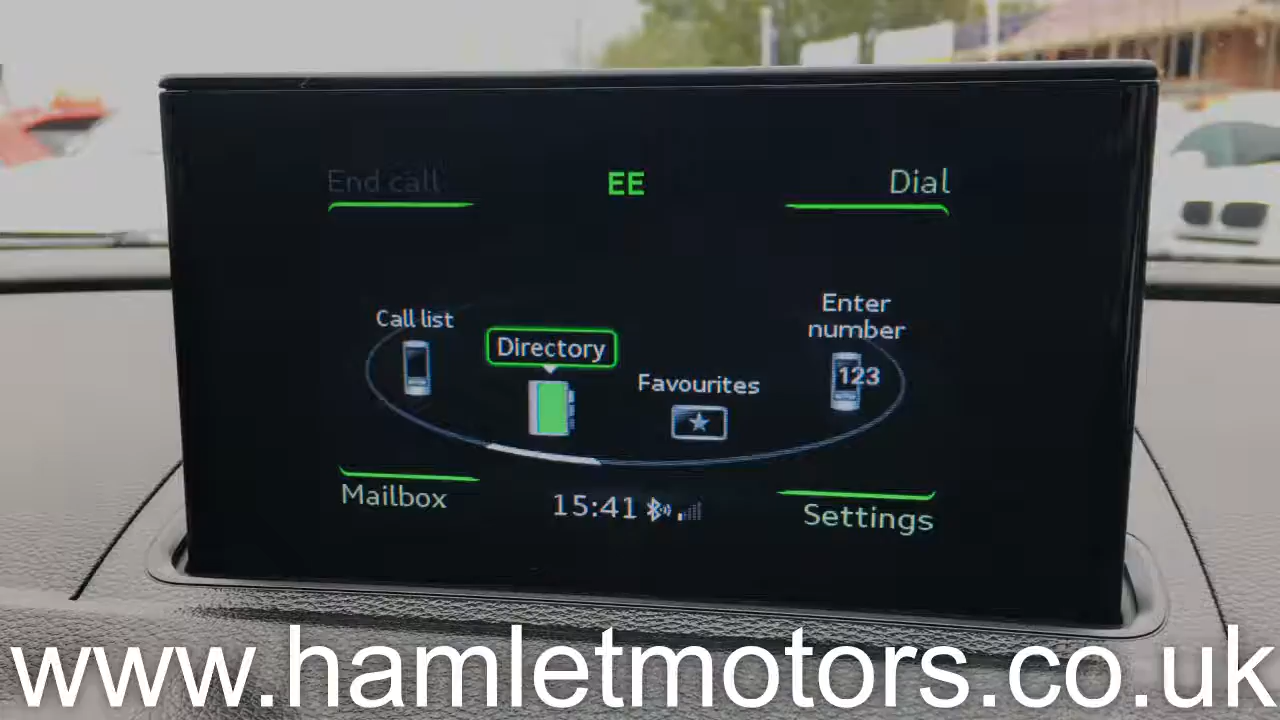 End call
EE
Dial
Call list
Directory
Favourites
Enter
number
123
Mailbox
15:41
Settings
www.hamletmotors.co.uk